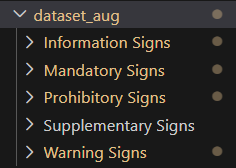 dataset_aug
Information Signs
Mandatory Signs
Prohibitory Signs
Supplementary Signs
Warning Signs